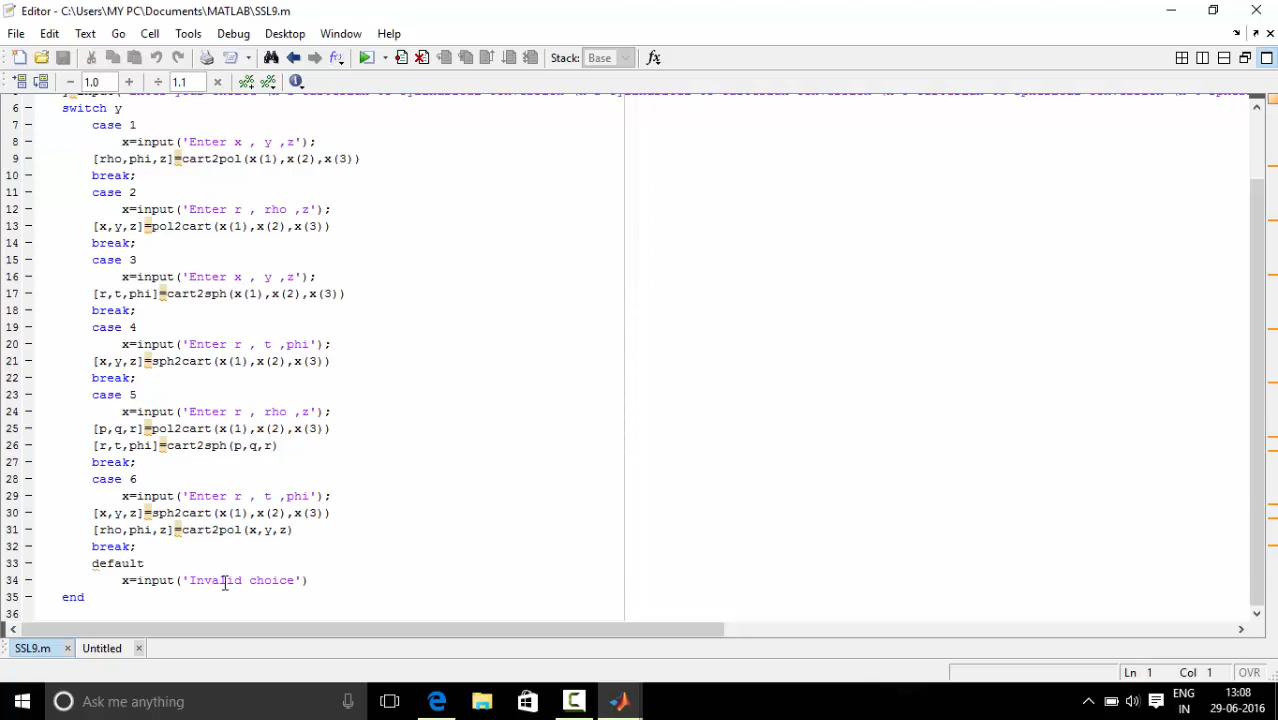 Editor - C:\Users\MY PC\Documents\MATLAB\SSL9.m
File Edit Text Go Cell Tools Debug Desktop Window Help
Stack: Base fx
1.0 1.1
6 switch y
7 case 1
8 x=input('Enter x , y ,z');
9 [rho,phi,z]=cart2pol(x(1),x(2),x(3))
10 break;
11 case 2
12 x=input('Enter r , rho ,z');
13 [x,y,z]=pol2cart(x(1),x(2),x(3))
14 break;
15 case 3
16 x=input('Enter x , y ,z');
17 [r,t,phi]=cart2sph(x(1),x(2),x(3))
18 break;
19 case 4
20 x=input('Enter r , t ,phi');
21 [x,y,z]=sph2cart(x(1),x(2),x(3))
22 break;
23 case 5
24 x=input('Enter r , rho ,z');
25 [p,q,r]=pol2cart(x(1),x(2),x(3))
26 [r,t,phi]=cart2sph(p,q,r)
27 break;
28 case 6
29 x=input('Enter r , t ,phi');
30 [x,y,z]=sph2cart(x(1),x(2),x(3))
31 [rho,phi,z]=cart2pol(x,y,z)
32 break;
33 default
34 x=input('Invalid choice')
35 end
36
SSL9.m Untitled
Ln 1 Col 1 OVR
Ask me anything
ENG 13:08
IN 29-06-2016